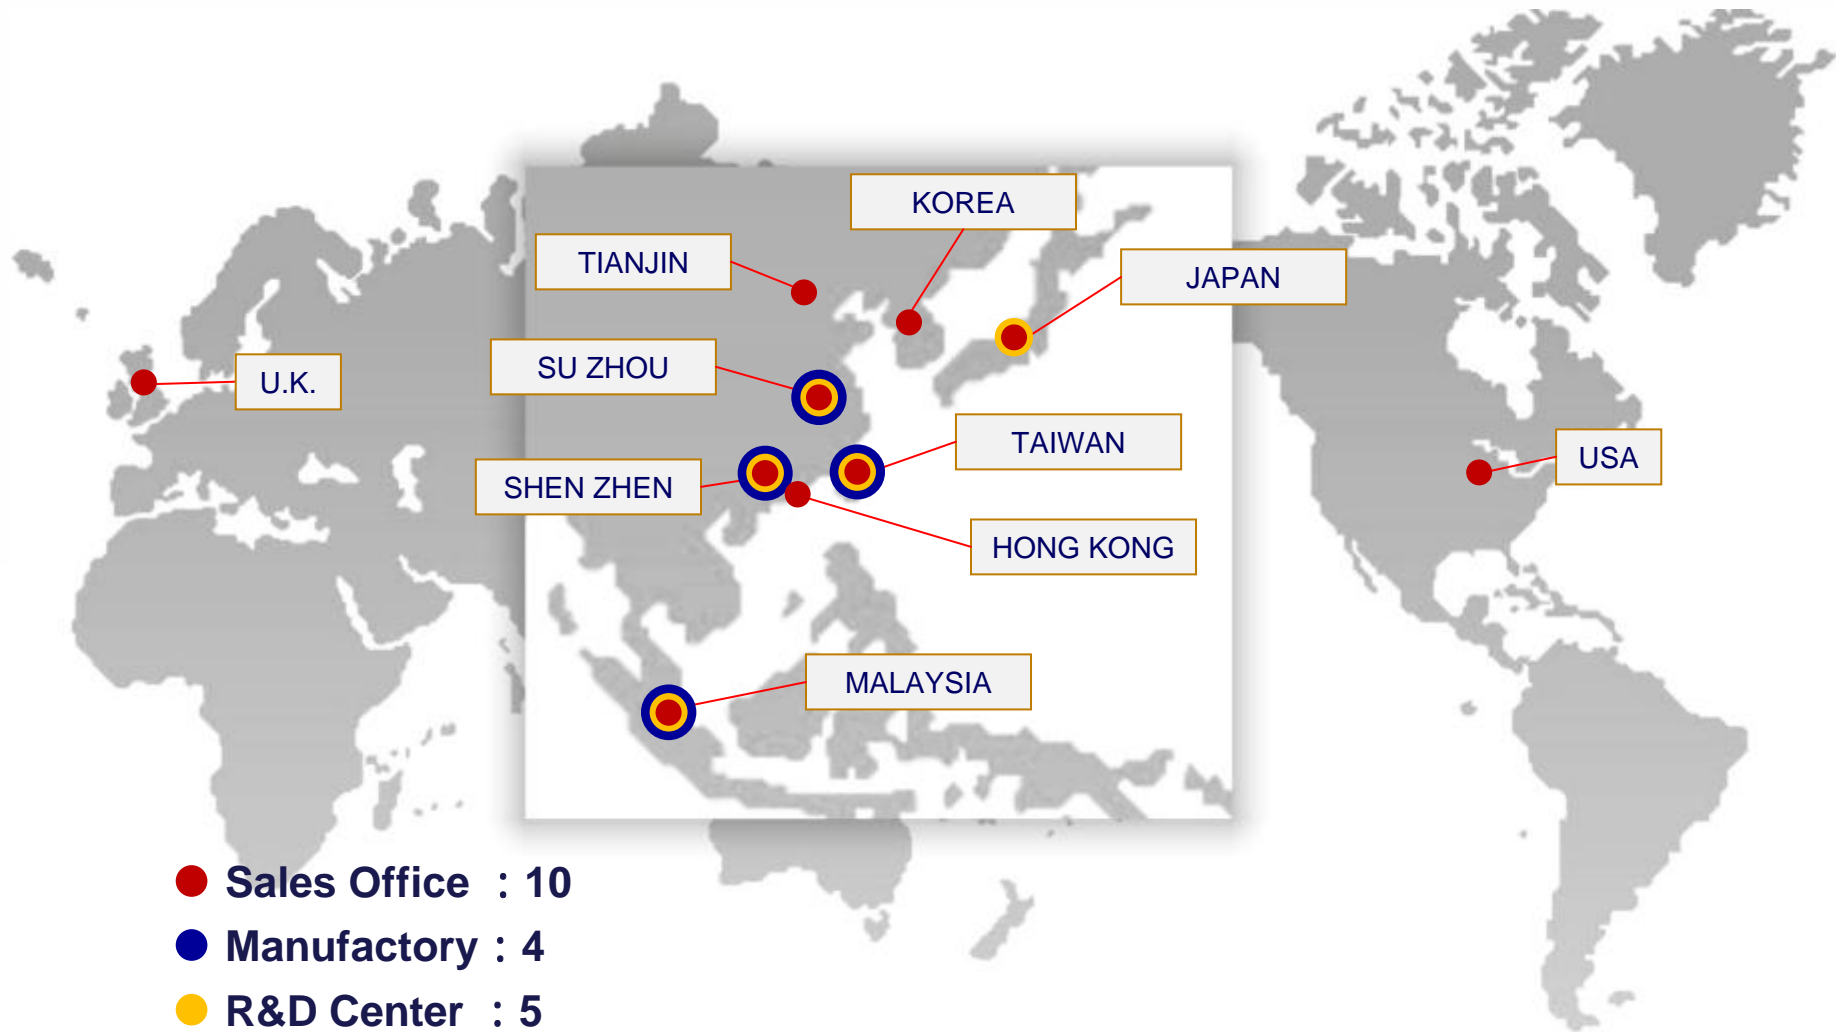 KOREA
TIANJIN
JAPAN
SU ZHOU
U.K.
TAIWAN
USA
SHEN ZHEN
HONG KONG
MALAYSIA
Sales Office : 10
Manufactory : 4
R&D Center : 5